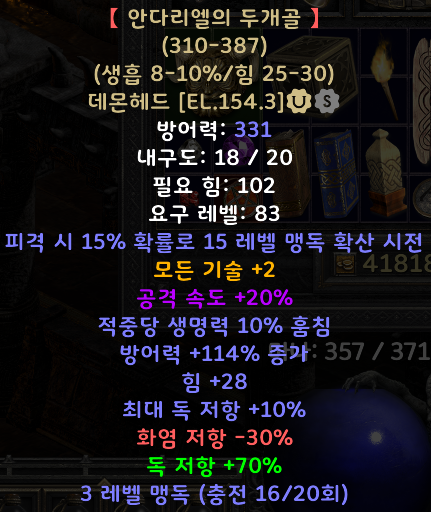 【 안다리엘의 두개골 】
(310-387)
(생흡 8-10%/힘 25-30)
데몬헤드 [EL.154.3] U S
방어력: 331
내구도: 18 / 20
필요 힘: 102
요구 레벨: 83
피격 시 15% 확률로 15 레벨 맹독 확산 시전
모든 기술 +2
41818
공격 속도 +20%
적중당 생명력 10% 훔침
방어력 +114% 증가
: 357 / 371
힘 +28
최대 독 저항 +10%
화염 저항 -30%
독 저항 +70%
3 레벨 맹독 (충전 16/20회)